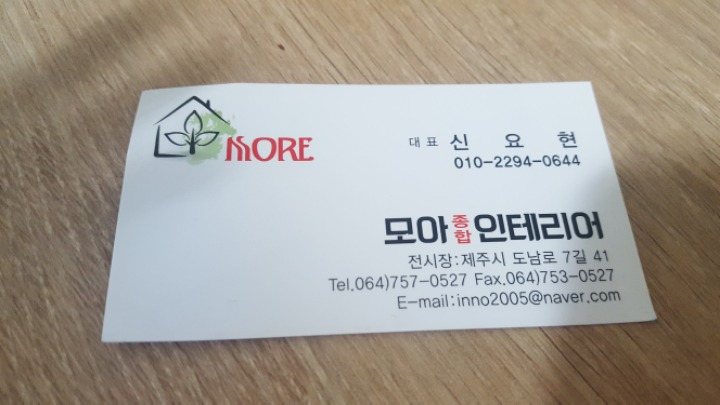 MORE
대표 신요현
010-2294-0644
모아종합인테리어
전시장:제주시 도남로 7길 41
Tel.064)757-0527 Fax.064)753-0527
E-mail:inno2005@naver.com